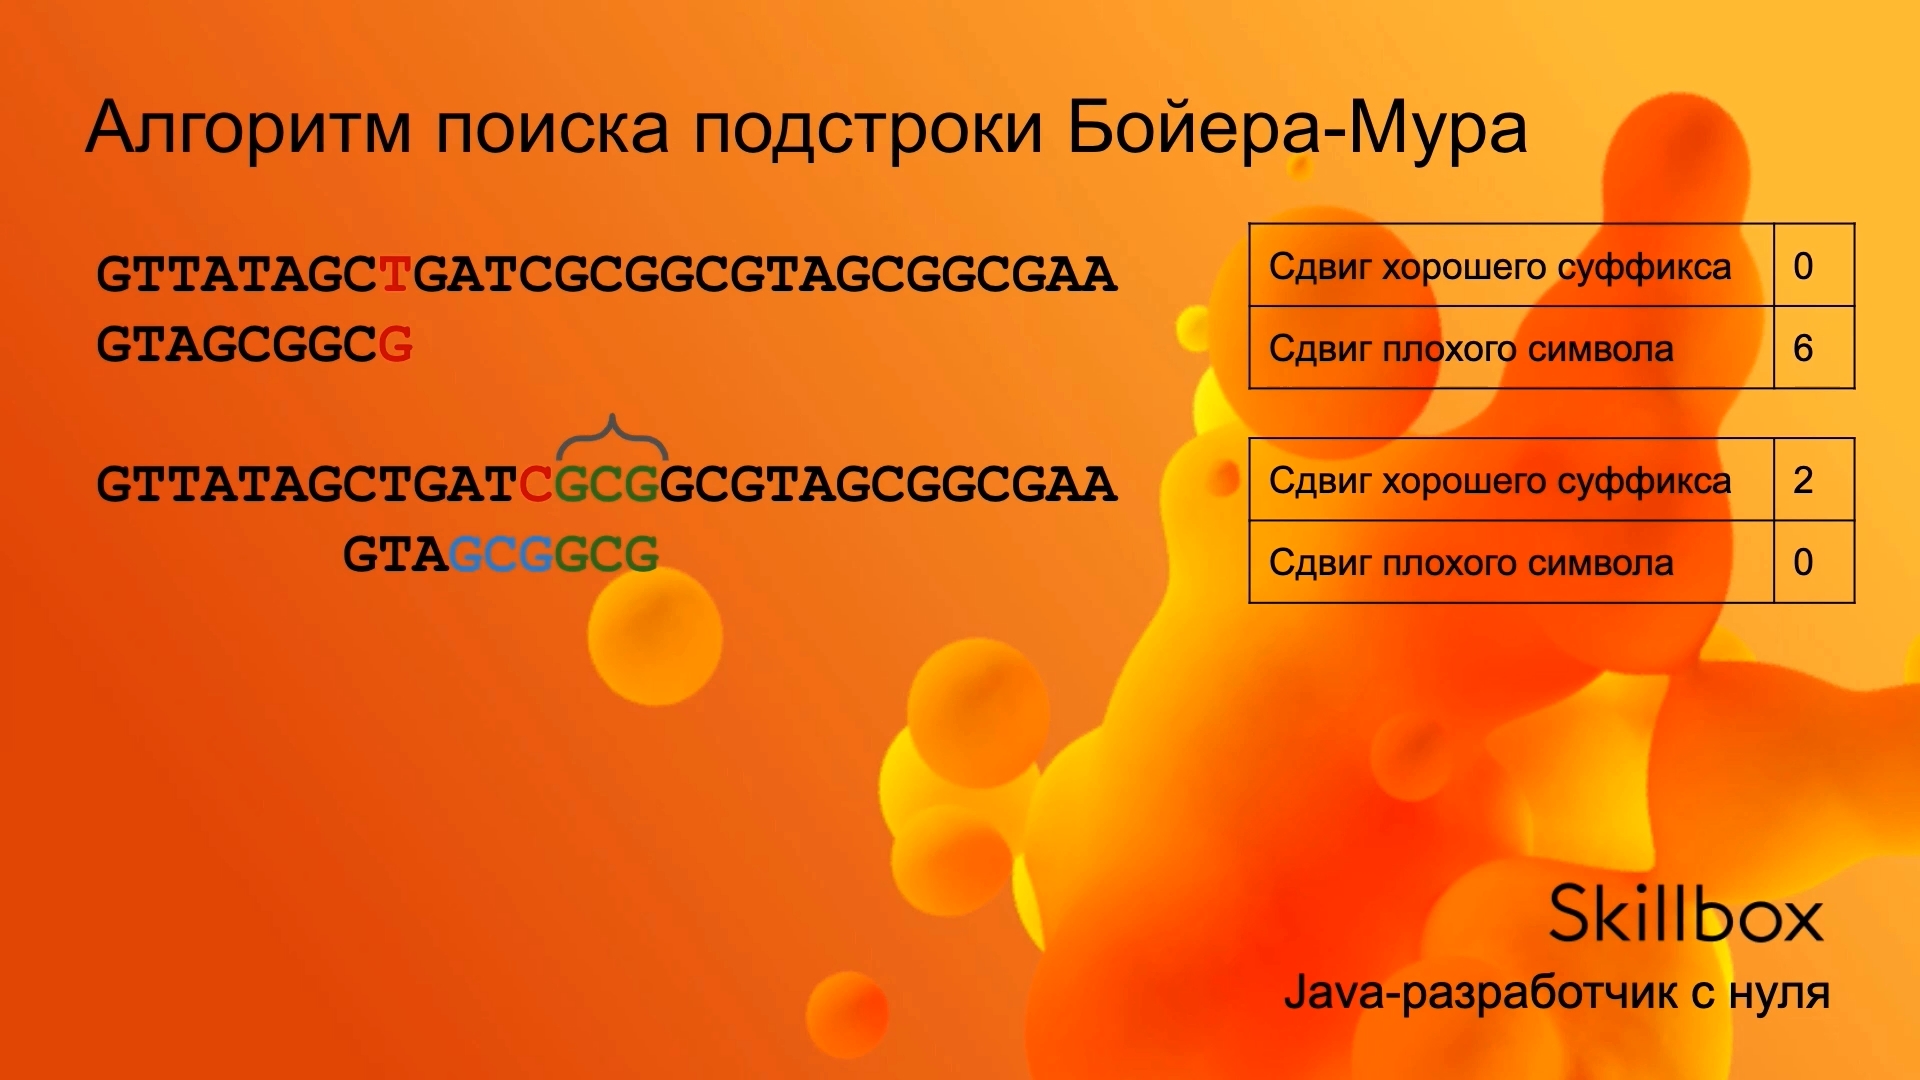 Алгоритм поиска подстроки Бойера-Мура
GTTATAGCTGATCGCGGCGTAGCGGCGAA
GTAGCGGCG
Сдвиг хорошего суффикса 0
Сдвиг плохого символа 6
GTTATAGCTGATCGCGGCGTAGCGGCGAA
GTAGCGGCG
Сдвиг хорошего суффикса 2
Сдвиг плохого символа 0
Skillbox
Java-разработчик с нуля